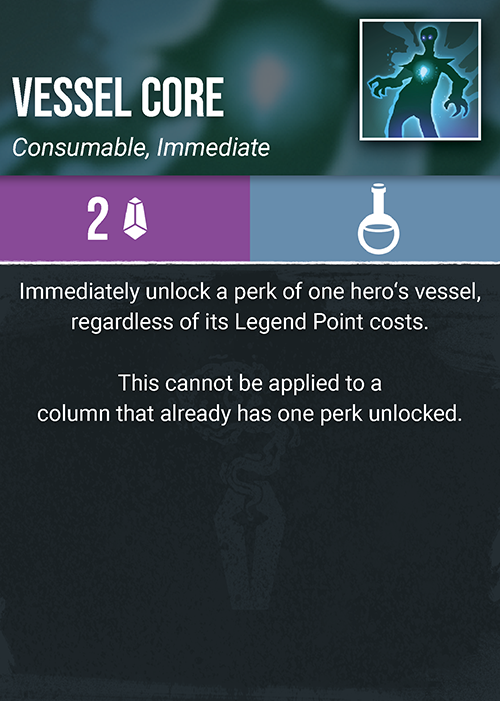 VESSEL CORE
Consumable, Immediate
2
Immediately unlock a perk of one hero‘s vessel,
regardless of its Legend Point costs.
This cannot be applied to a
column that already has one perk unlocked.